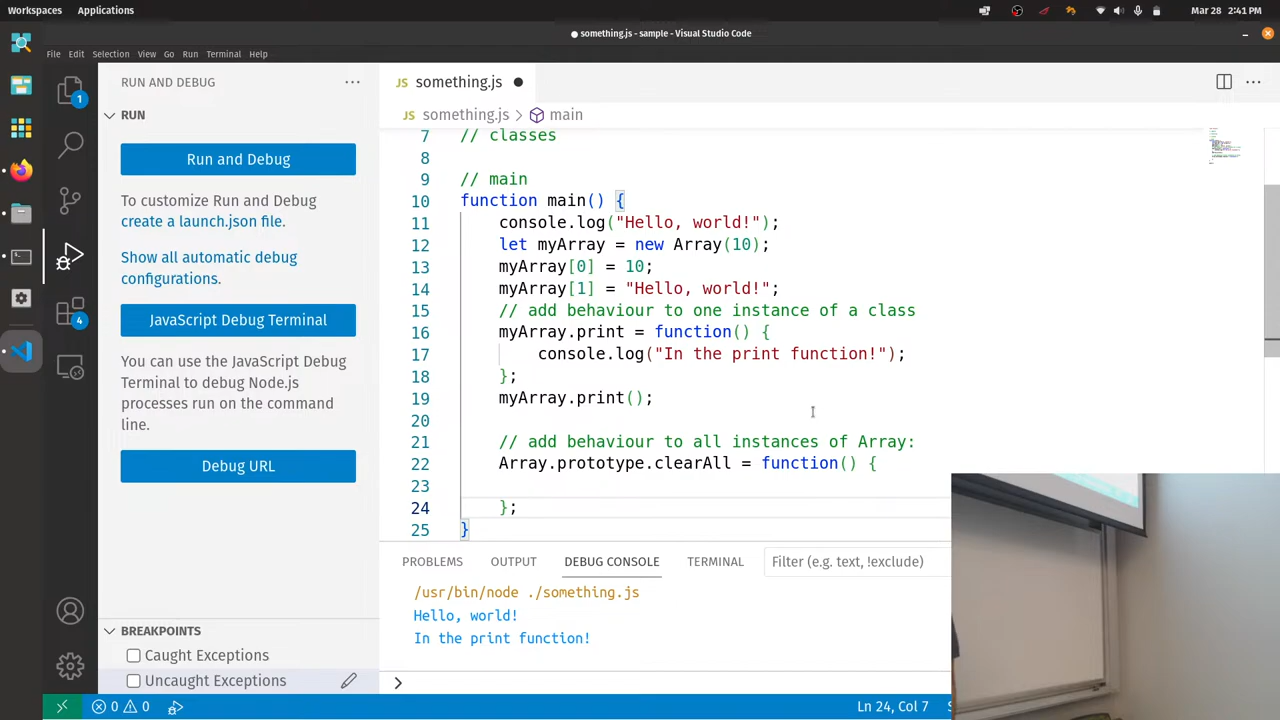 Workspaces Applications Mar 28 2:41 PM
● something.js - sample - Visual Studio Code
File Edit Selection View Go Run Terminal Help
RUN AND DEBUG ···
RUN
Run and Debug
To customize Run and Debug
create a launch.json file.
Show all automatic debug
configurations.
JavaScript Debug Terminal
You can use the JavaScript Debug
Terminal to debug Node.js
processes run on the command
line.
Debug URL
BREAKPOINTS
Caught Exceptions
Uncaught Exceptions
1
4
JS something.js ●
JS something.js > main
7 // classes
8
9 // main
10 function main() {
11 console.log("Hello, world!");
12 let myArray = new Array(10);
13 myArray[0] = 10;
14 myArray[1] = "Hello, world!";
15 // add behaviour to one instance of a class
16 myArray.print = function() {
17 console.log("In the print function!");
18 };
19 myArray.print();
20
21 // add behaviour to all instances of Array:
22 Array.prototype.clearAll = function() {
23
24 };
25 }
PROBLEMS OUTPUT DEBUG CONSOLE TERMINAL Filter (e.g. text, !exclude)
/usr/bin/node ./something.js
Hello, world!
In the print function!
>
0 0 Ln 24, Col 7